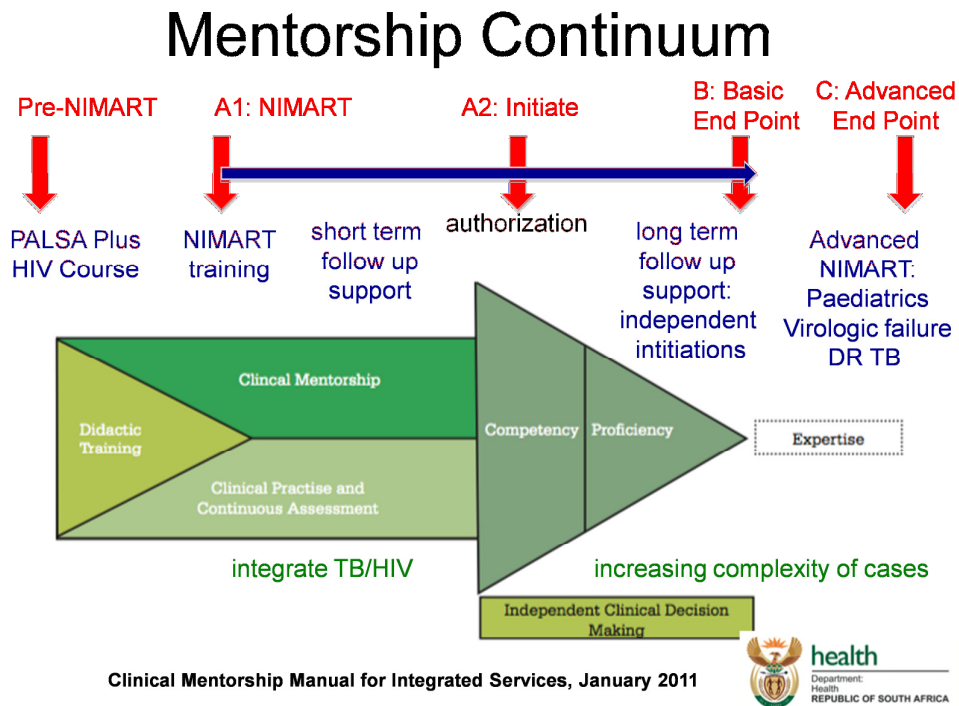 Mentorship Continuum
Pre-NIMART
A1: NIMART
A2: Initiate
B: Basic
End Point
C: Advanced
End Point
PALSA Plus
HIV Course
NIMART
training
short term
follow up
support
authorization
long term
follow up
support:
independent
intitiations
Advanced
NIMART:
Paediatrics
Virologic failure
DR TB
Didactic
Training
Clincal Mentorship
Clinical Practise and
Continuous Assessment
Competency
Proficiency
Expertise
integrate TB/HIV
increasing complexity of cases
Independent Clinical Decision
Making
Clinical Mentorship Manual for Integrated Services, January 2011
health
Department:
Health
REPUBLIC OF SOUTH AFRICA